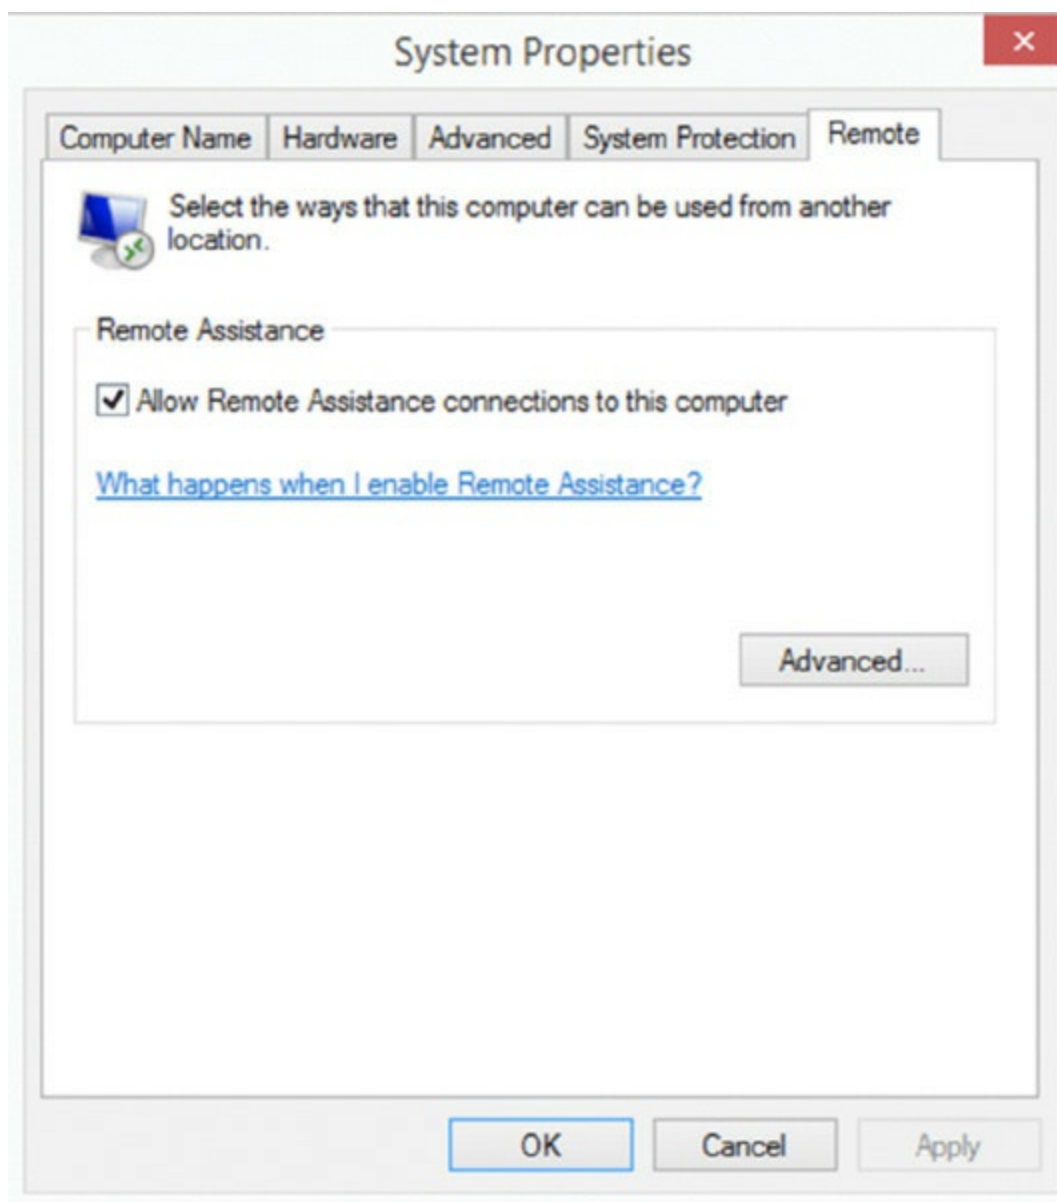 System Properties
Computer Name
Hardware
Advanced
System Protection
Remote
Select the ways that this computer can be used from another
location.
Remote Assistance
Allow Remote Assistance connections to this computer
What happens when I enable Remote Assistance?
Advanced...
OK
Cancel
Apply